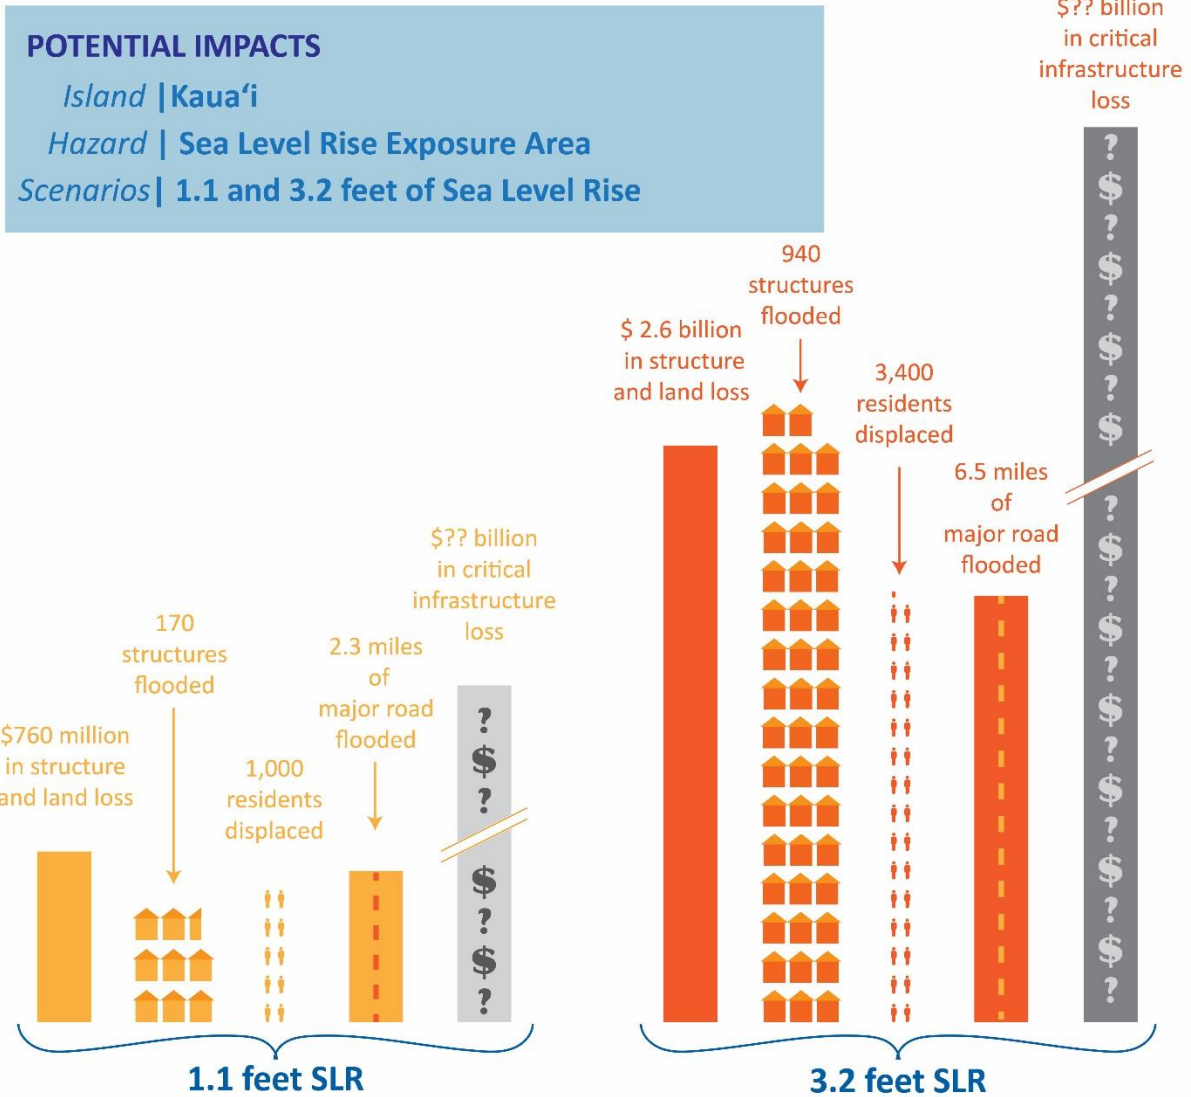 POTENTIAL IMPACTS
Island | Kauaʻi
Hazard | Sea Level Rise Exposure Area
Scenarios | 1.1 and 3.2 feet of Sea Level Rise
$760 million
in structure
and land loss
170
structures
flooded
1,000
residents
displaced
2.3 miles
of
major road
flooded
$?? billion
in critical
infrastructure
loss
?
$
?
$
?
$
?
1.1 feet SLR
$ 2.6 billion
in structure
and land loss
940
structures
flooded
3,400
residents
displaced
6.5 miles
of
major road
flooded
$?? billion
in critical
infrastructure
loss
?
$
?
$
?
$
?
$
?
$
?
$
?
$
?
$
?
$
?
$
?
3.2 feet SLR